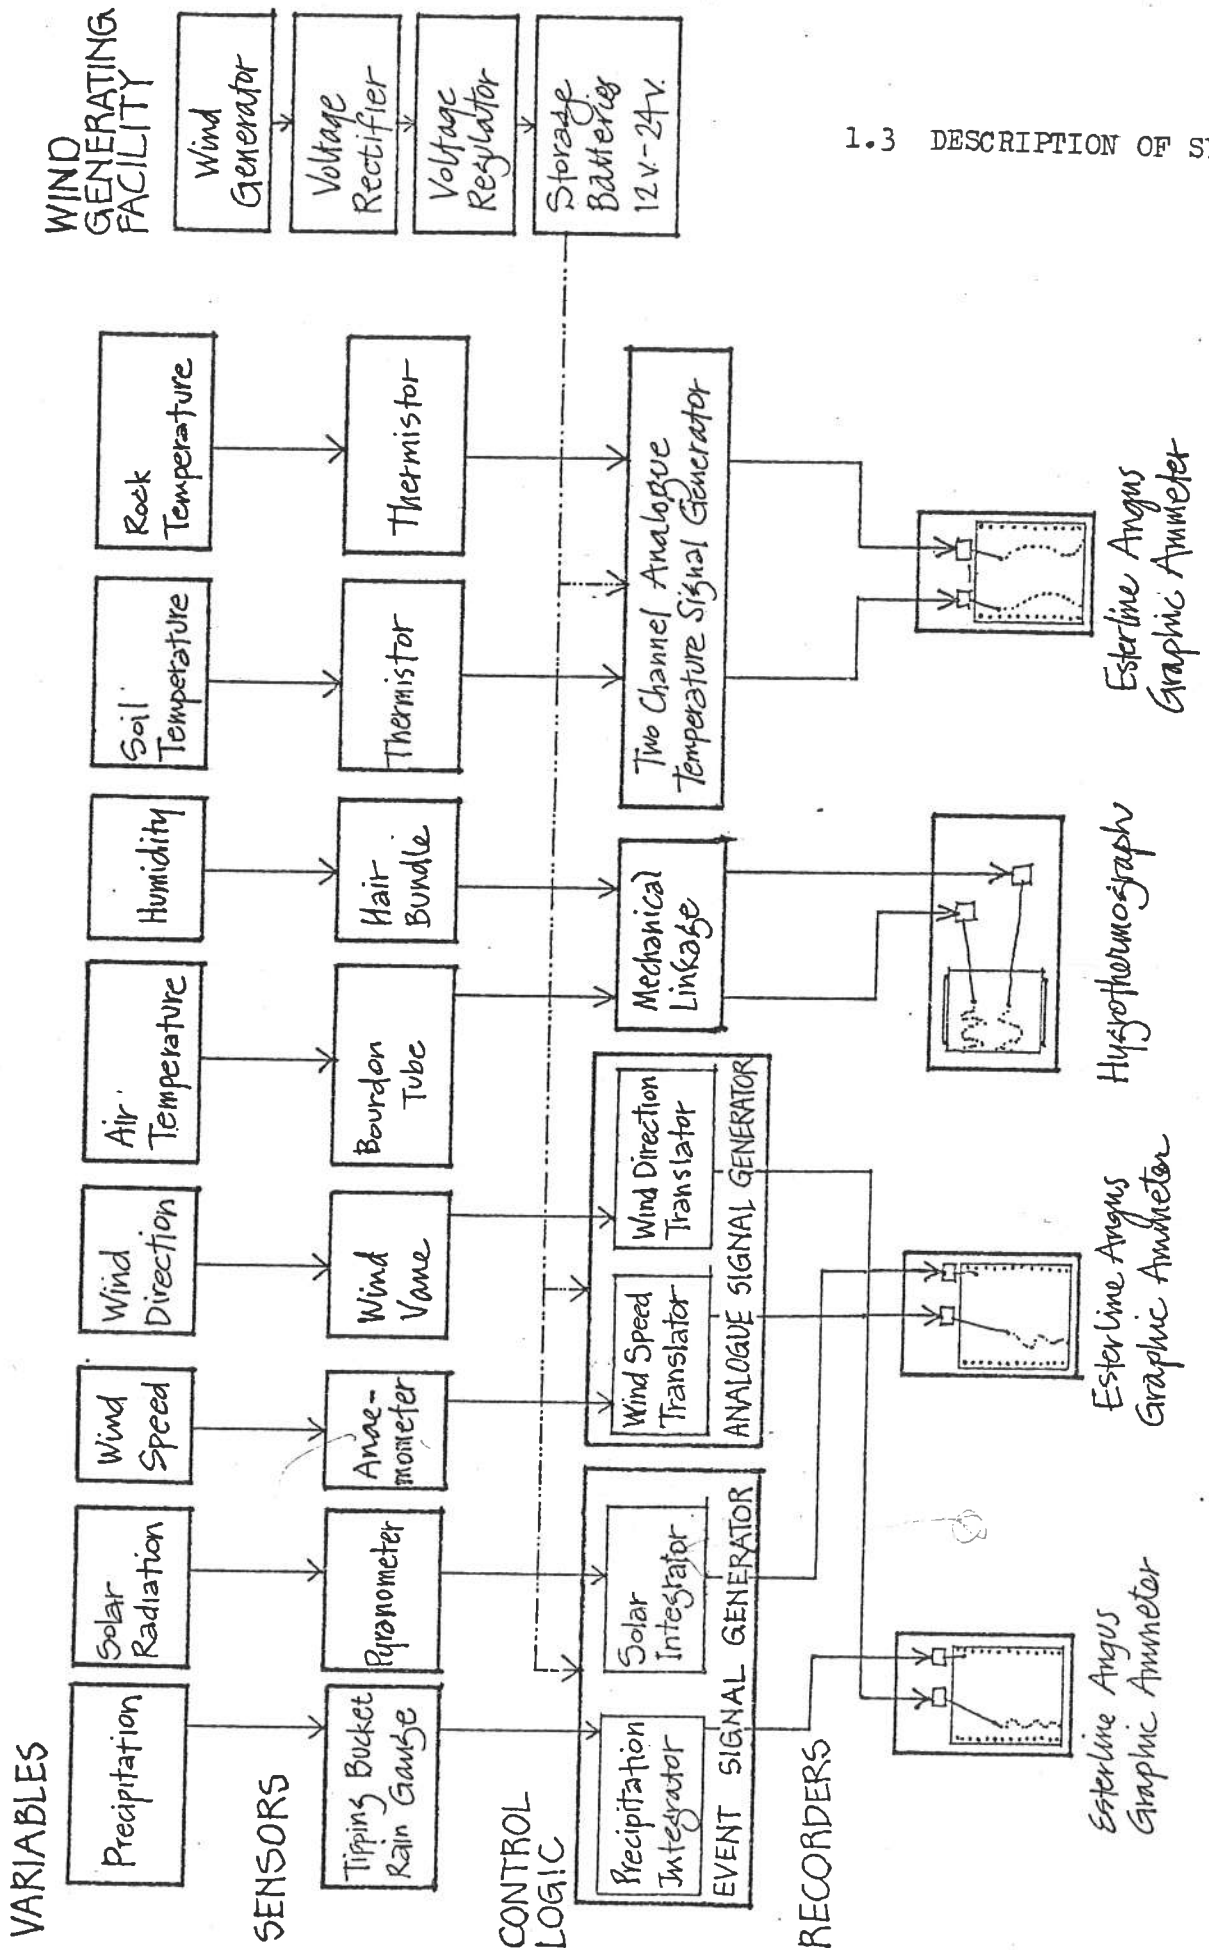 1.3 DESCRIPTION OF S
VARIABLES
Precipitation
Solar
Radiation
Wind
Speed
Wind
Direction
Air
Temperature
Humidity
Soil
Temperature
Rock
Temperature
WIND
GENERATING
FACILITY
Wind
Generator
Voltage
Rectifier
Voltage
Regulator
Storage
Batteries
12v.-24v.
SENSORS
Tipping Bucket
Rain Gauge
Pyranometer
Anae-
mometer
Wind
Vane
Bourdon
Tube
Hair
Bundle
Thermistor
Thermistor
CONTROL
LOGIC
Precipitation
Integrator
Solar
Integrator
EVENT SIGNAL GENERATOR
Wind Speed
Translator
Wind Direction
Translator
ANALOGUE SIGNAL GENERATOR
Mechanical
Linkage
Two Channel Analogue
Temperature Signal Generator
RECORDERS
Esterline Angus
Graphic Ammeter
Esterline Angus
Graphic Ammeter
Hygrothermograph
Esterline Angus
Graphic Ammeter